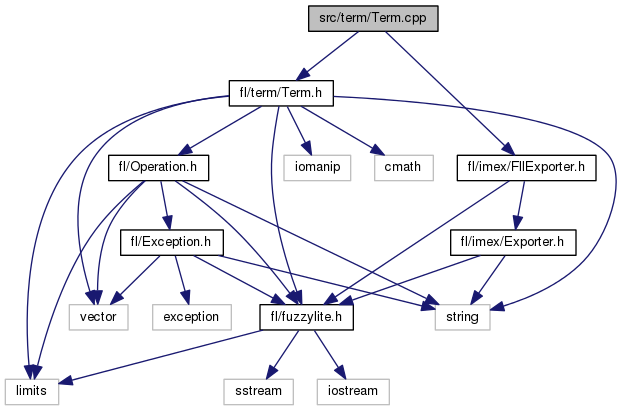 src/term/Term.cpp
fl/term/Term.h
fl/Operation.h
iomanip
cmath
fl/imex/FllExporter.h
fl/Exception.h
fl/imex/Exporter.h
vector
exception
fl/fuzzylite.h
string
limits
sstream
iostream